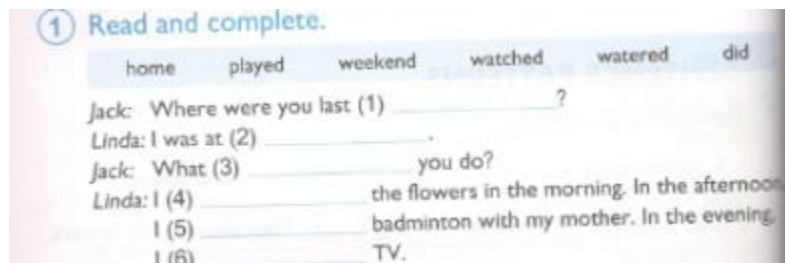 1 Read and complete.
home played weekend watched watered did
Jack: Where were you last (1) ?
Linda: I was at (2) .
Jack: What (3) you do?
Linda: I (4) the flowers in the morning. In the afternoon
I (5) badminton with my mother. In the evening,
I (6) TV.